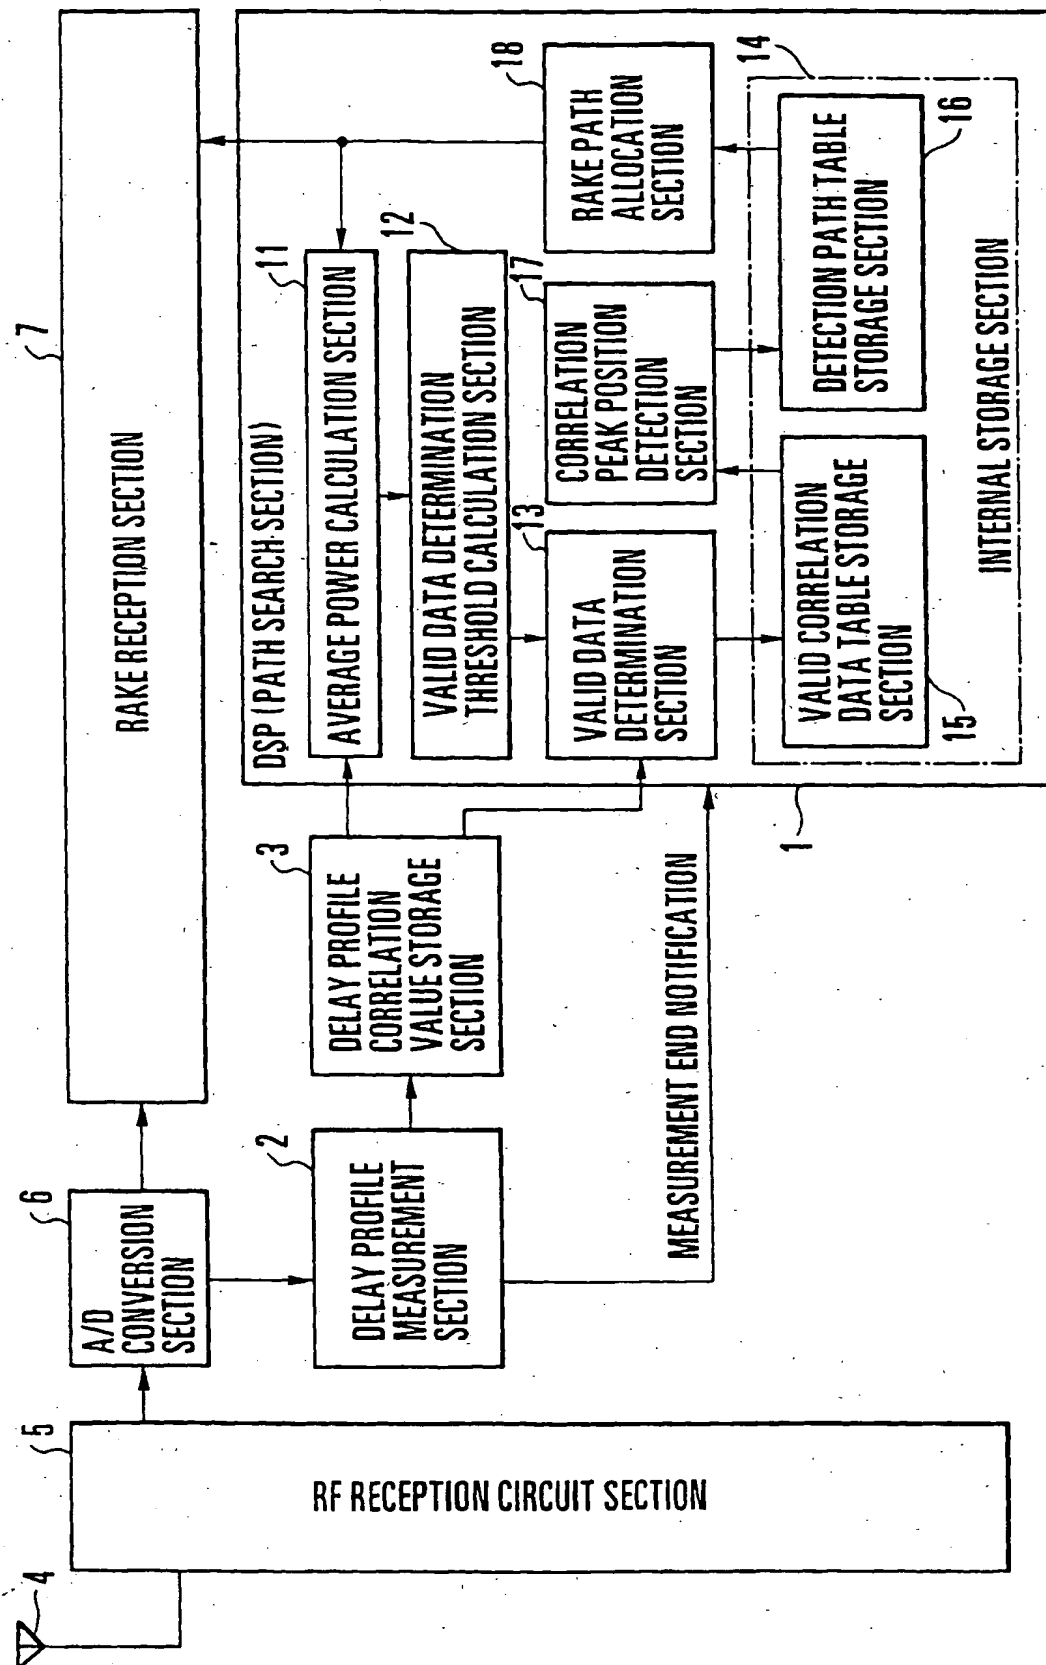 4
5
RF RECEPTION CIRCUIT SECTION
6
A/D
CONVERSION
SECTION
7
RAKE RECEPTION SECTION
2
DELAY PROFILE
MEASUREMENT
SECTION
3
DELAY PROFILE
CORRELATION
VALUE STORAGE
SECTION
MEASUREMENT END NOTIFICATION
1
DSP (PATH SEARCH SECTION)
11
AVERAGE POWER CALCULATION SECTION
12
VALID DATA DETERMINATION
THRESHOLD CALCULATION SECTION
13
VALID DATA
DETERMINATION
SECTION
17
CORRELATION
PEAK POSITION
DETECTION
SECTION
18
RAKE PATH
ALLOCATION
SECTION
14
15
VALID CORRELATION
DATA TABLE STORAGE
SECTION
16
DETECTION PATH TABLE
STORAGE SECTION
INTERNAL STORAGE SECTION